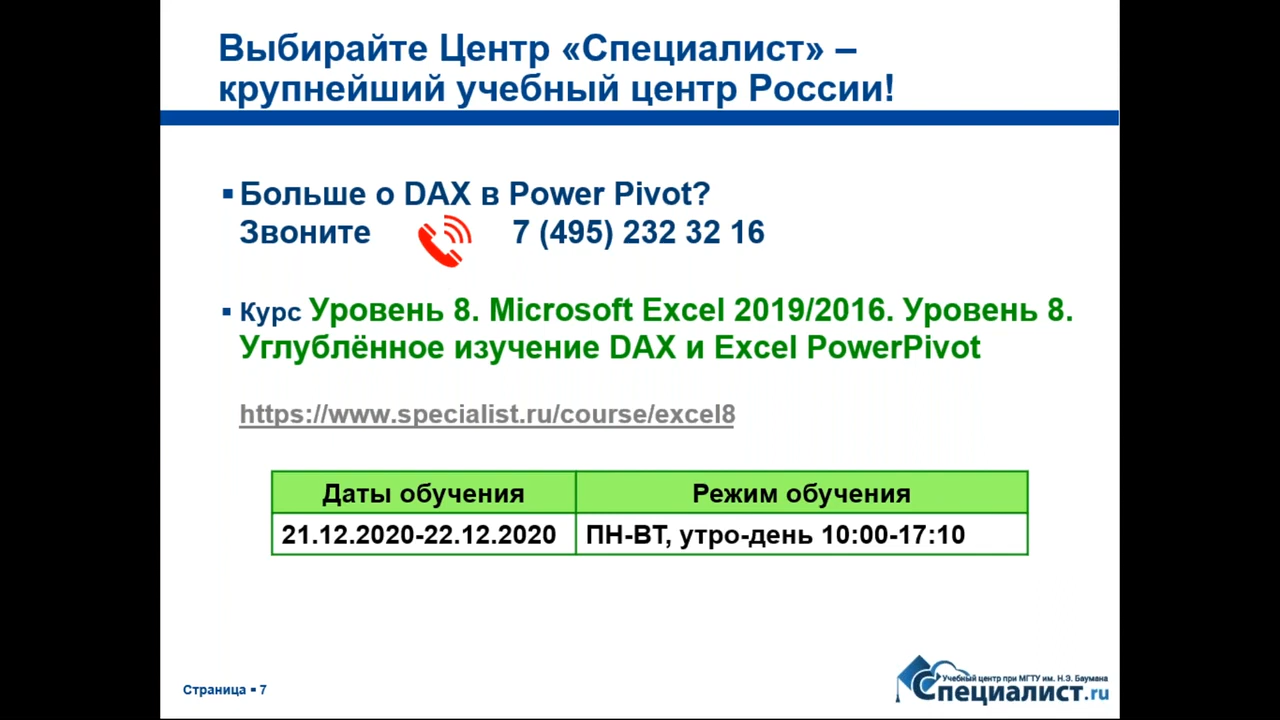 Выбирайте Центр «Специалист» –
крупнейший учебный центр России!
▪ Больше о DAX в Power Pivot?
Звоните 7 (495) 232 32 16
▪ Курс Уровень 8. Microsoft Excel 2019/2016. Уровень 8.
Углублённое изучение DAX и Excel PowerPivot
https://www.specialist.ru/course/excel8
Даты обучения Режим обучения
21.12.2020-22.12.2020 ПН-ВТ, утро-день 10:00-17:10
Страница ▪ 7
Учебный центр при МГТУ им. Н.Э. Баумана
Специалист.ru